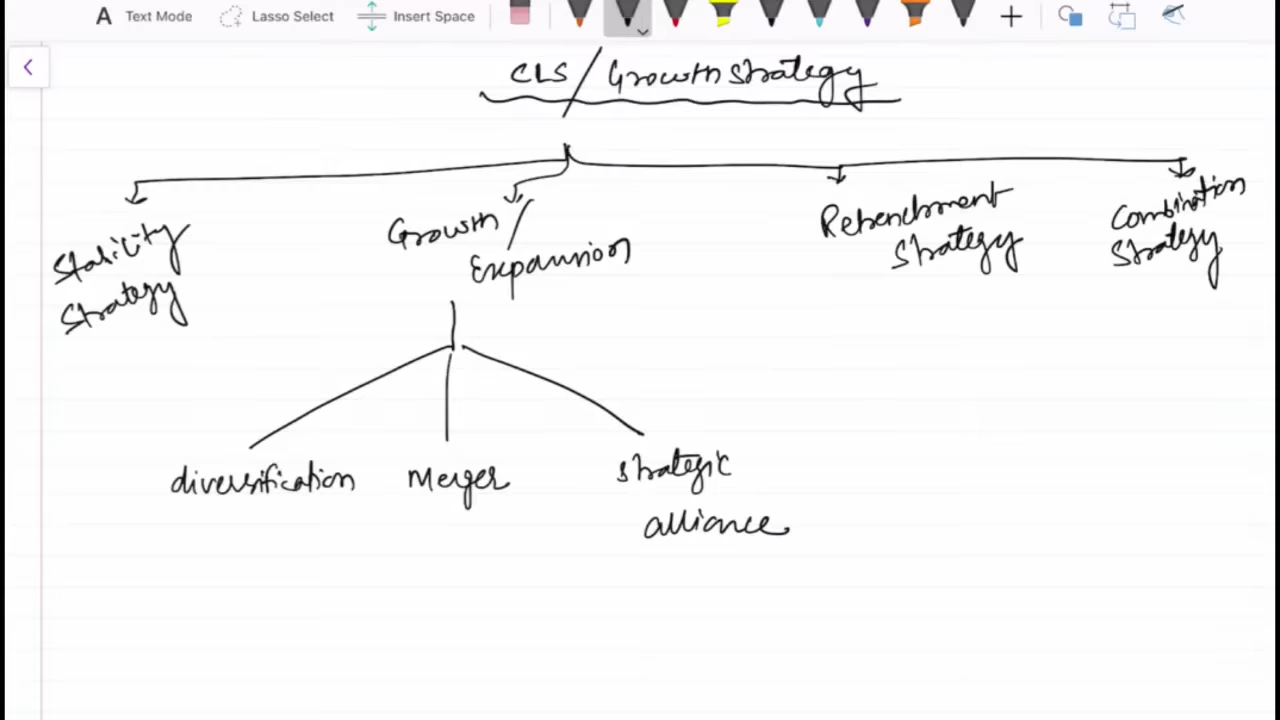 A Text Mode Lasso Select Insert Space
CLS / Growth strategy
Stability
strategy
Growth /
Expansion
Retrenchment
strategy
Combination
strategy
diversification
Merger
strategic
alliance